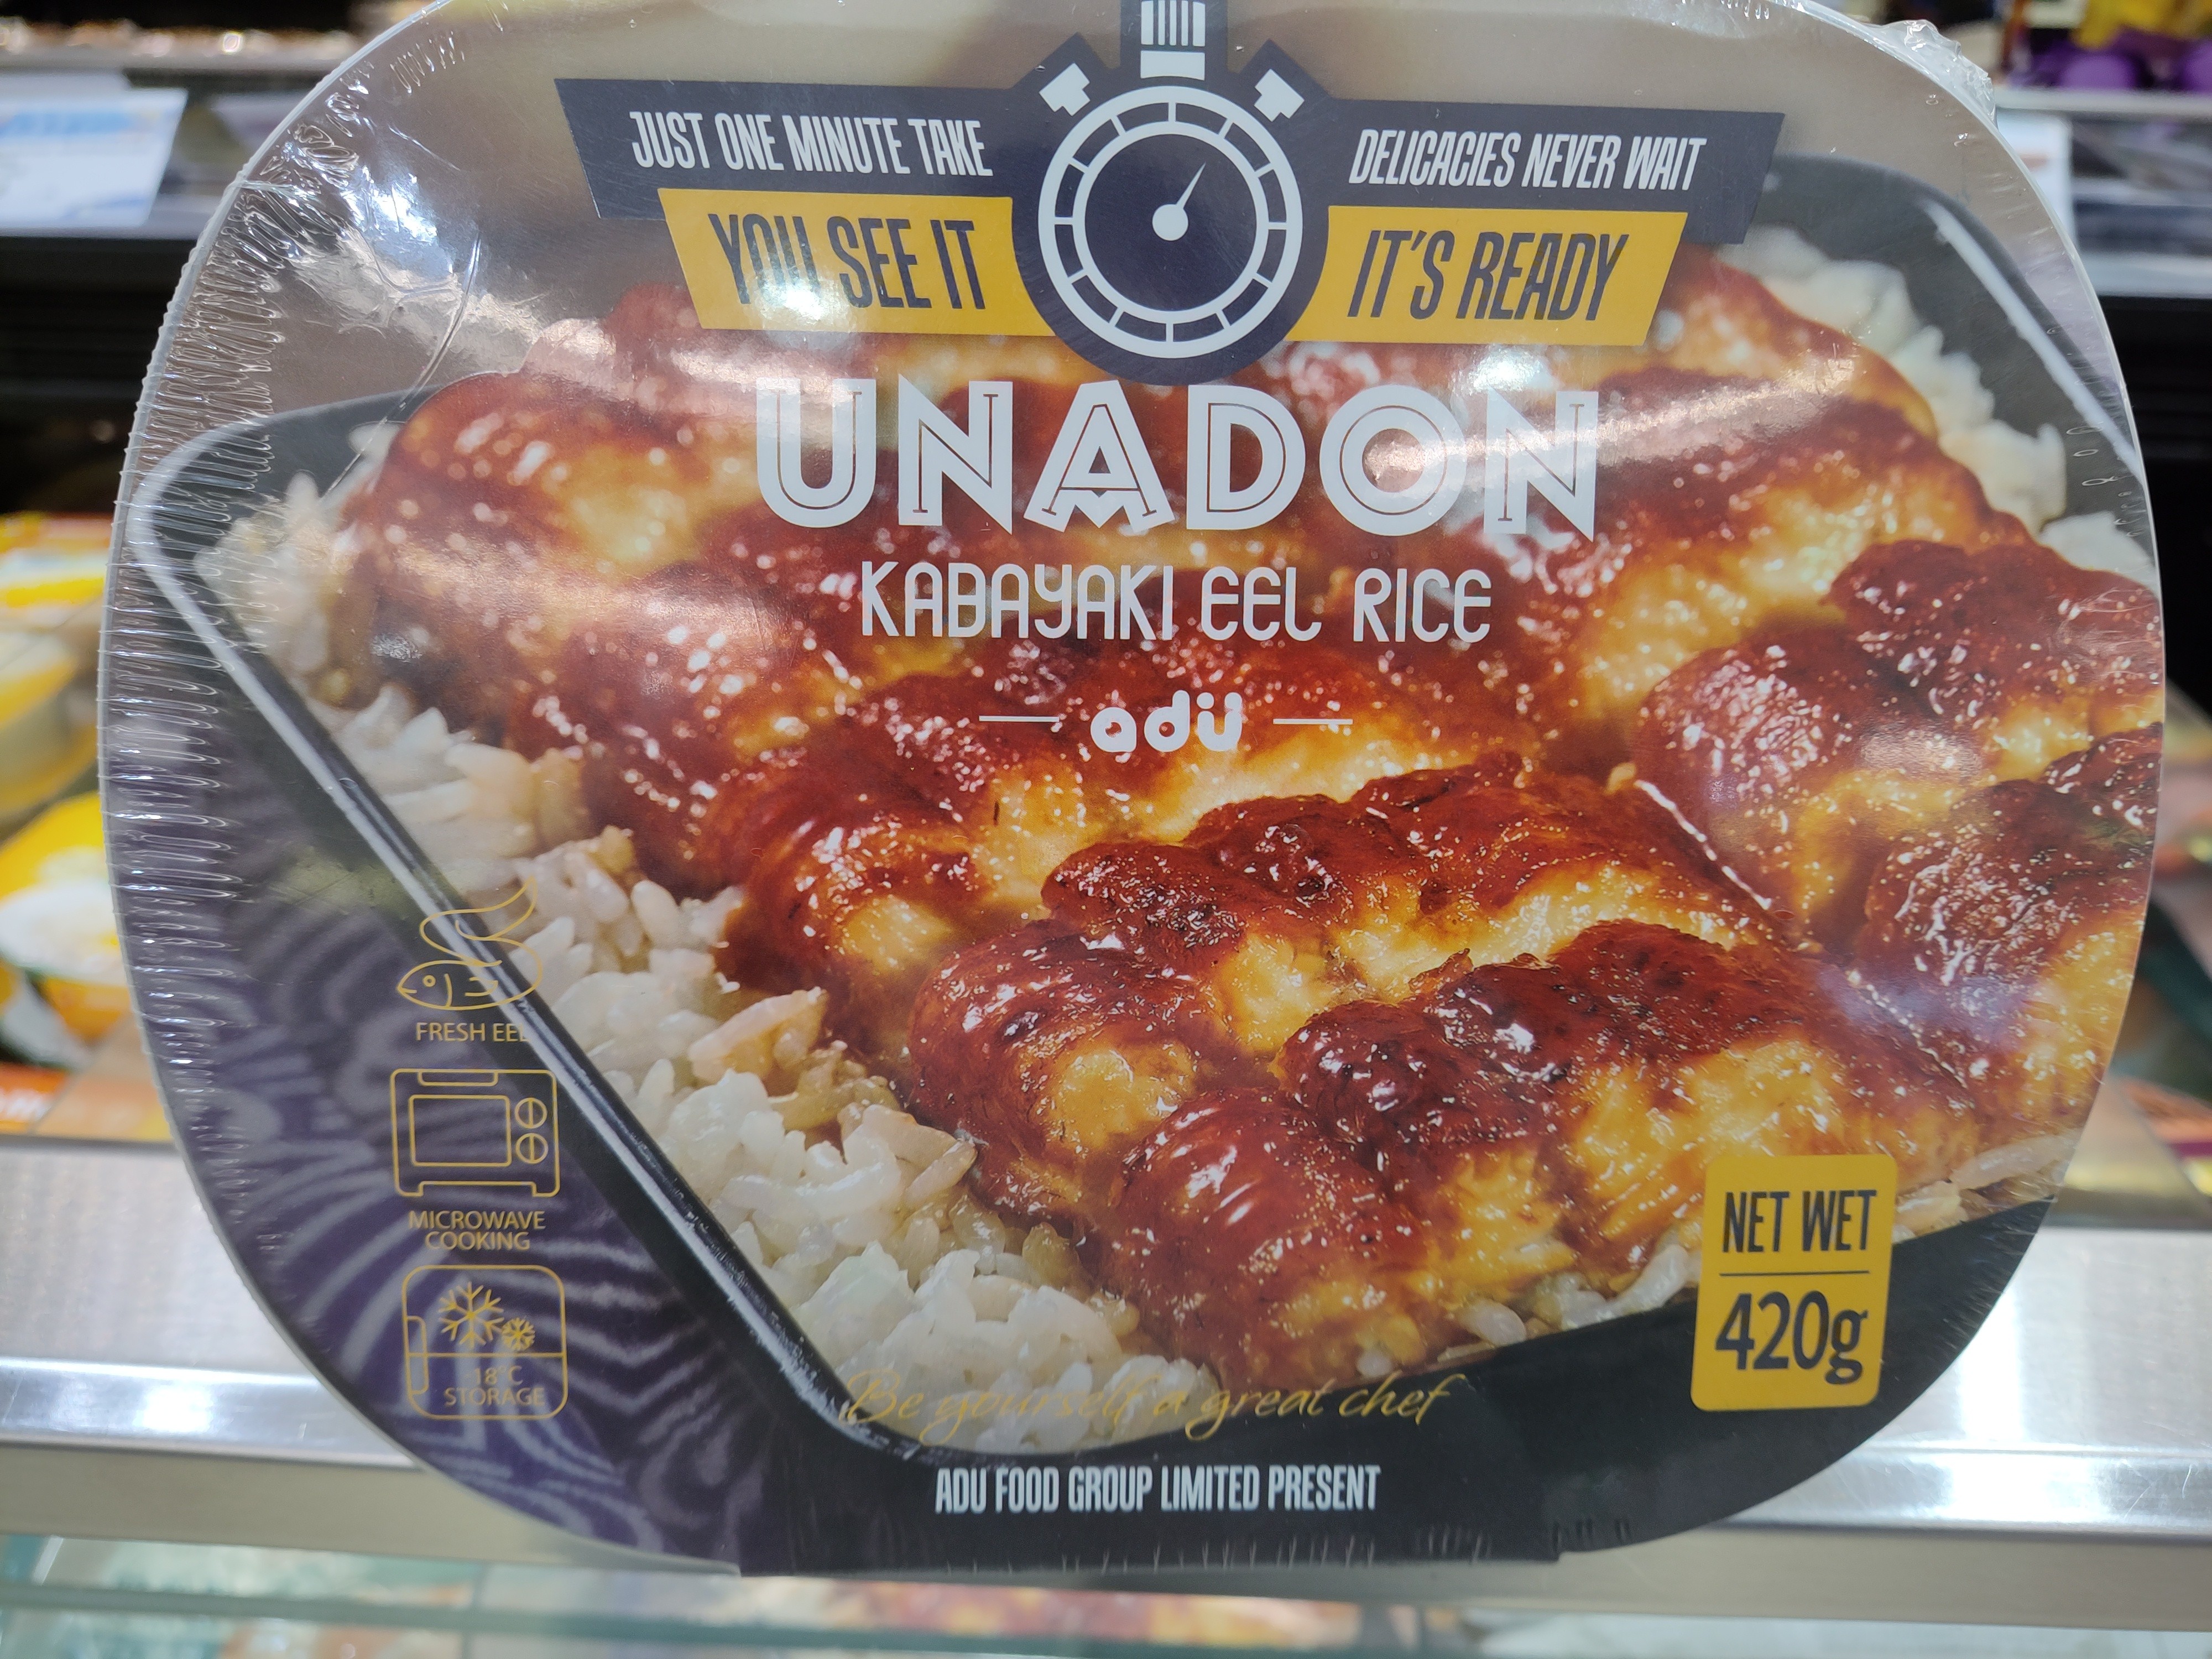 JUST ONE MINUTE TAKE
DELICACIES NEVER WAIT
YOU SEE IT
IT'S READY
UNADON
KABAYAKI EEL RICE
adü
FRESH EEL
MICROWAVE
COOKING
18°C
STORAGE
NET WET
420g
Be yourself a great chef
ADU FOOD GROUP LIMITED PRESENT